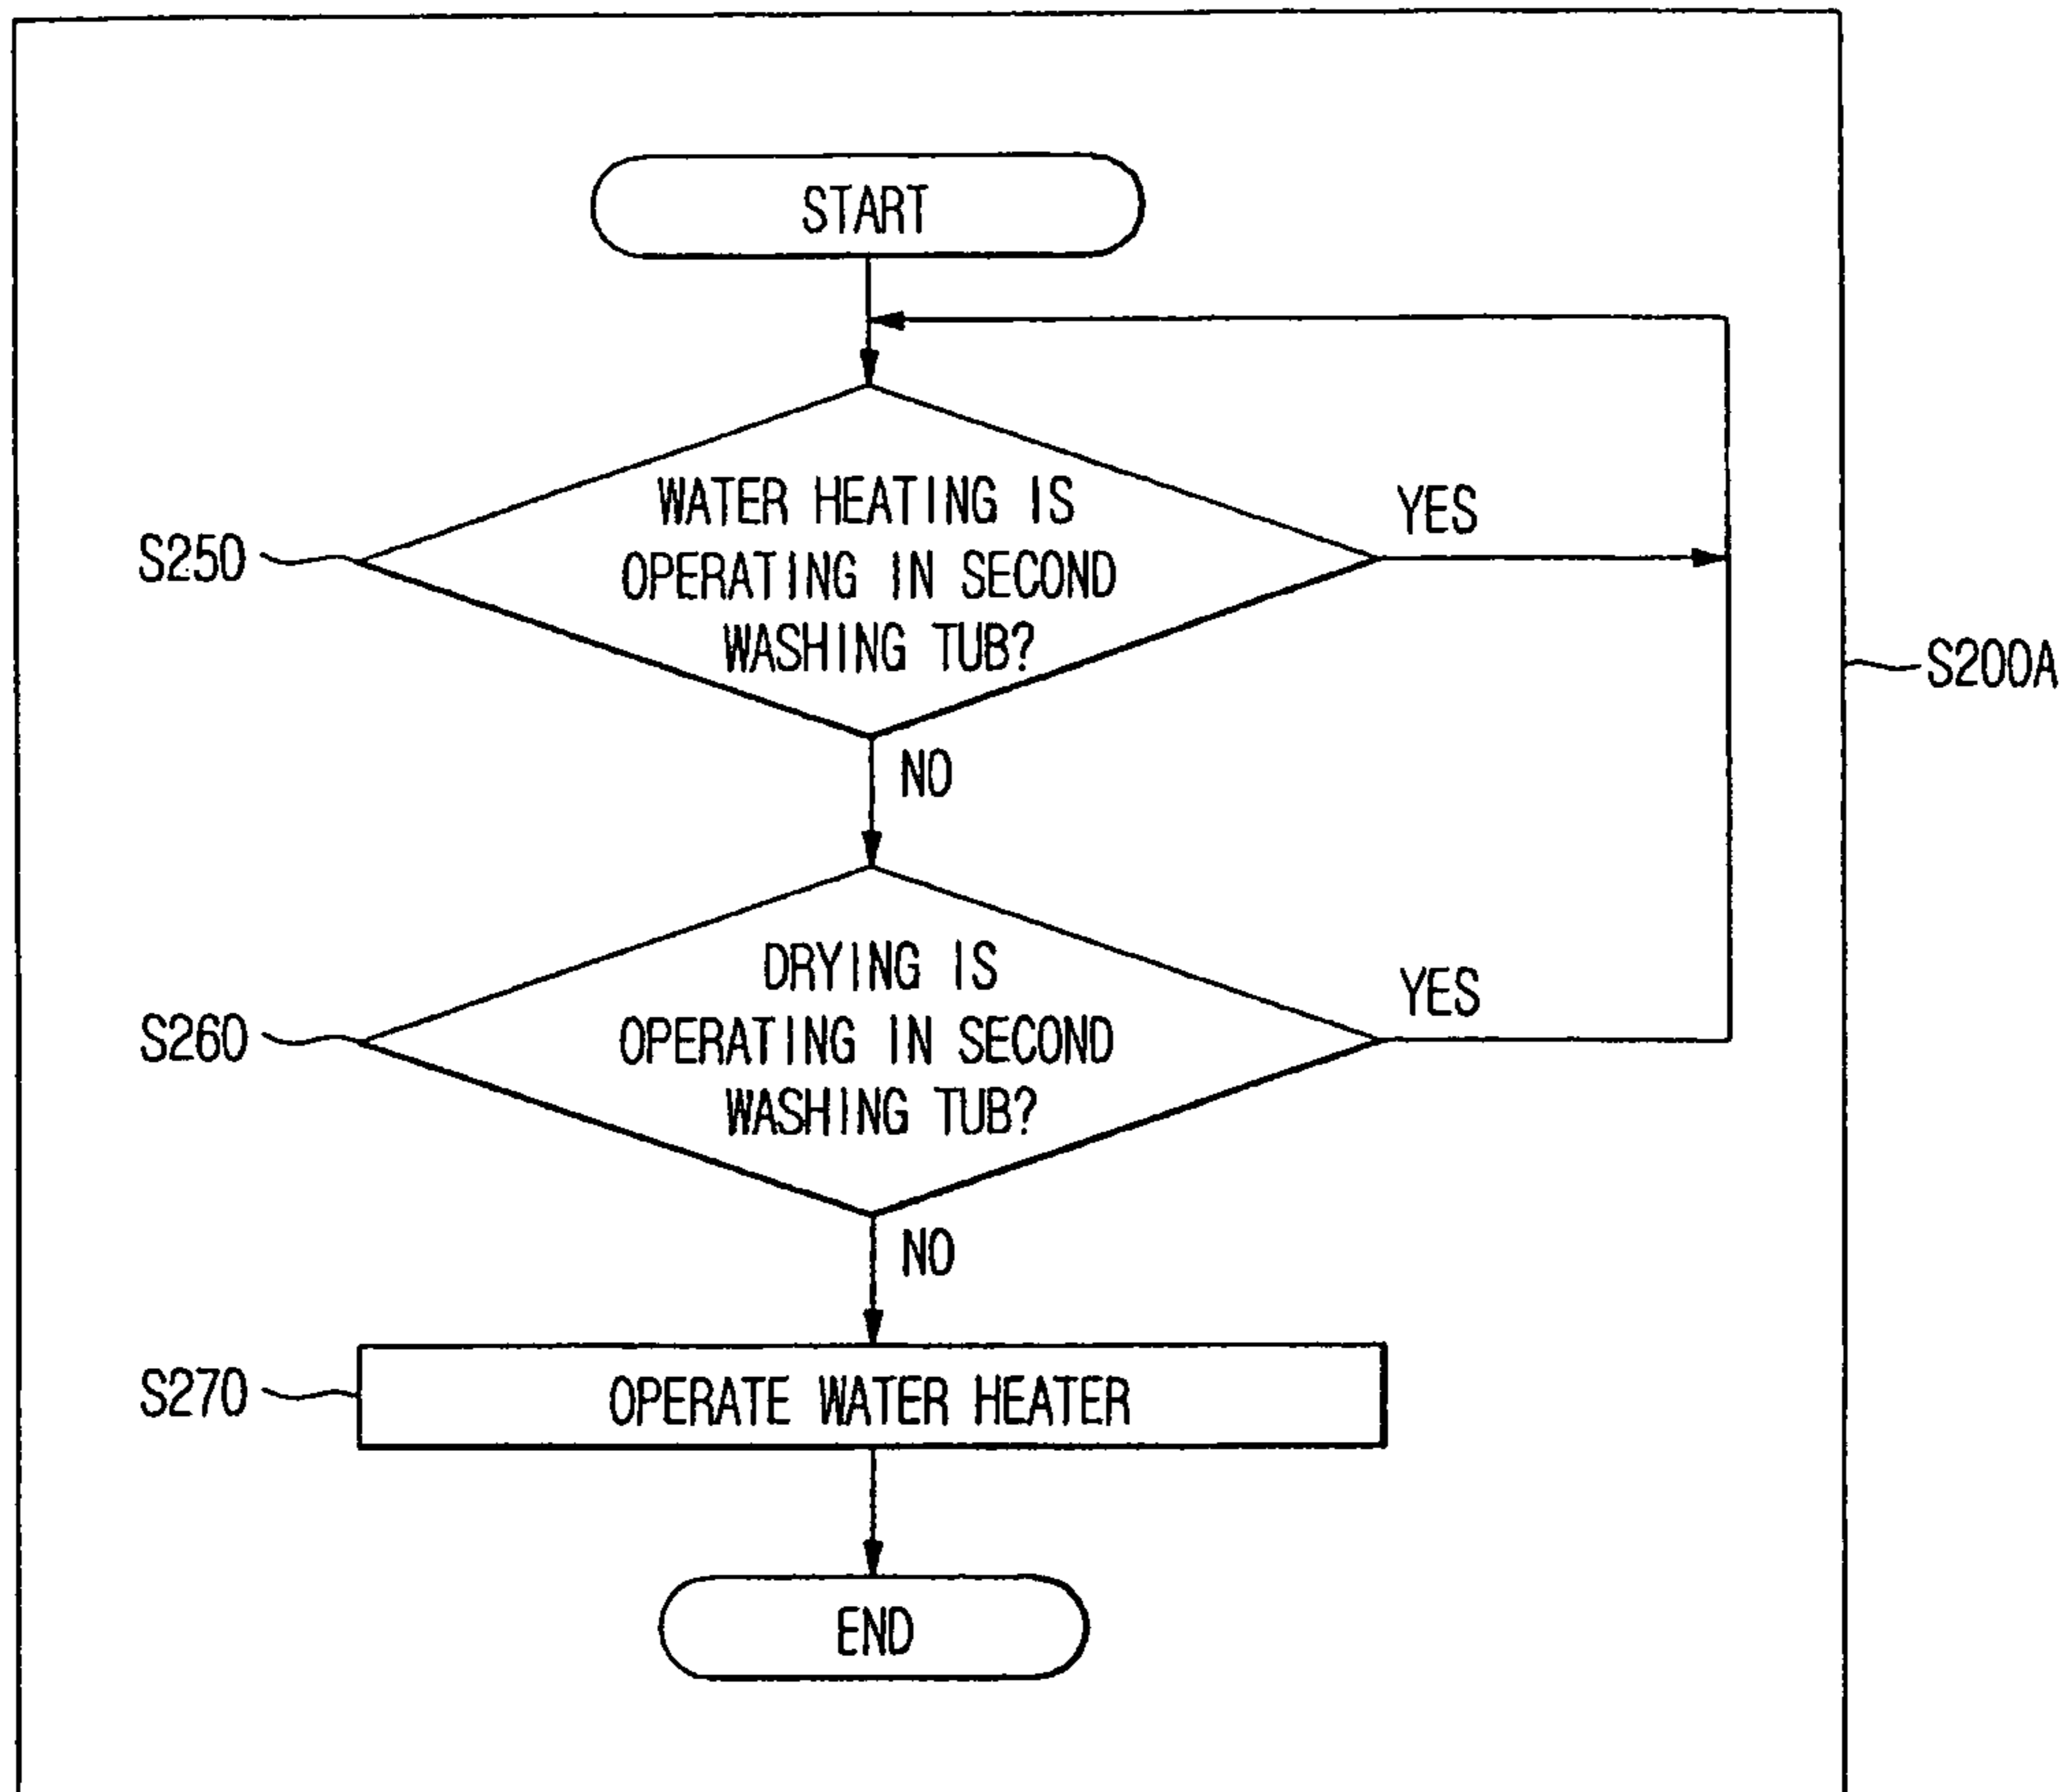 START
WATER HEATING IS
OPERATING IN SECOND
WASHING TUB?
YES
S250
S200A
NO
DRYING IS
OPERATING IN SECOND
WASHING TUB?
YES
S260
NO
S270
OPERATE WATER HEATER
END